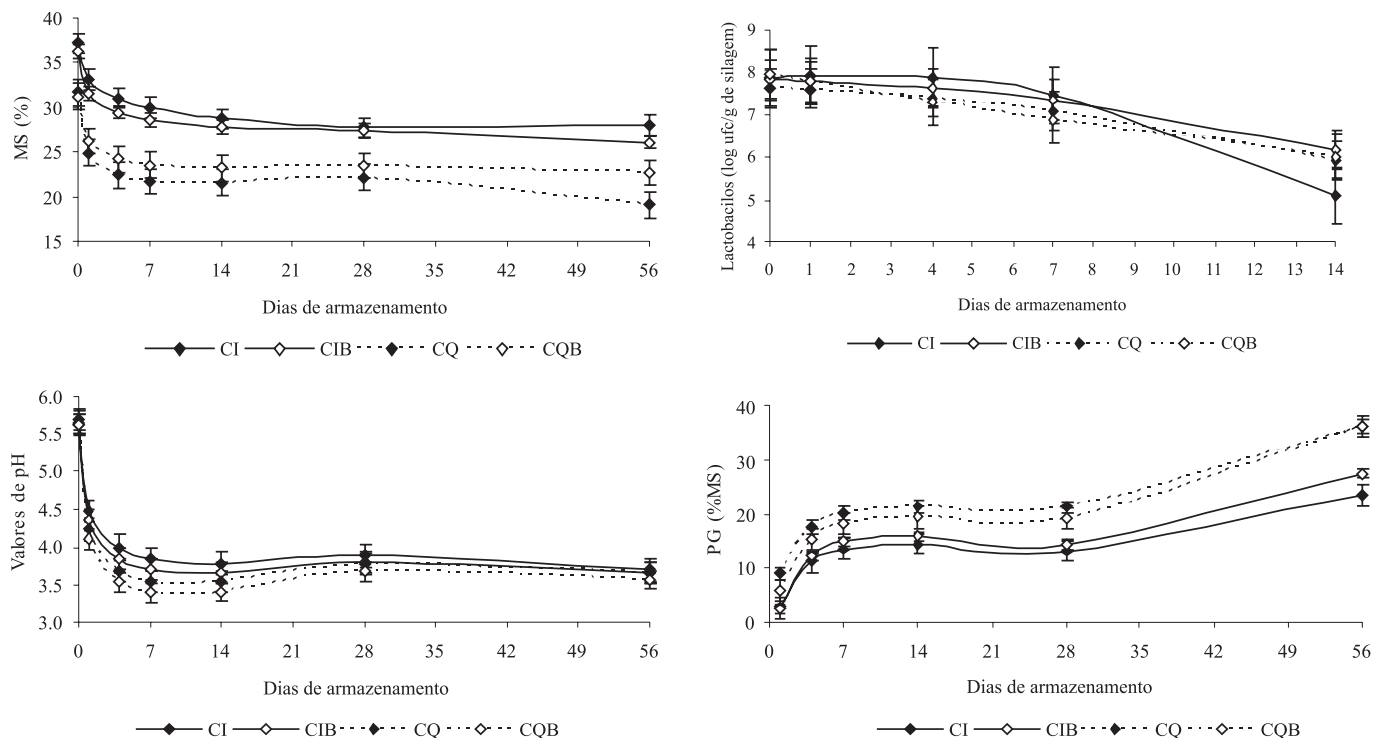 MS (%)
40
35
30
25
20
15
0 7 14 21 28 35 42 49 56
Dias de armazenamento
CI CIB CQ CQB
Lactobacilos (log ufc/g de silagem)
9
8
7
6
5
4
0 1 2 3 4 5 6 7 8 9 10 11 12 13 14
Dias de armazenamento
CI CIB CQ CQB
Valores de pH
6.0
5.5
5.0
4.5
4.0
3.5
3.0
0 7 14 21 28 35 42 49 56
Dias de armazenamento
CI CIB CQ CQB
PG (%MS)
40
30
20
10
0
0 7 14 21 28 35 42 49 56
Dias de armazenamento
CI CIB CQ CQB